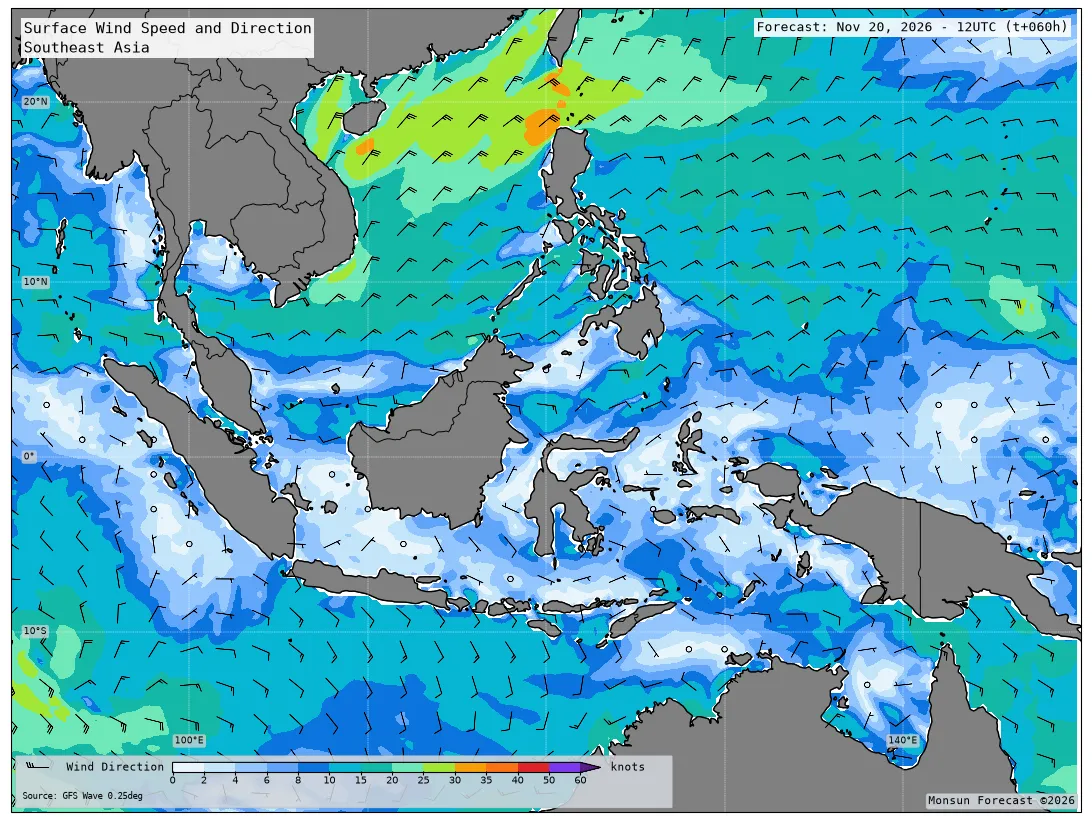 Surface Wind Speed and Direction
Southeast Asia
Forecast: Nov 20, 2026 - 12UTC (t+060h)
20°N
10°N
0°
10°S
100°E
140°E
Wind Direction
0 2 4 6 8 10 15 20 25 30 35 40 50 60
knots
Source: GFS Wave 0.25deg
Monsun Forecast ©2026